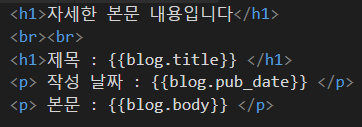 <h1>자세한 본문 내용입니다</h1>
<br><br>
<h1>제목 : {{blog.title}} </h1>
<p> 작성 날짜 : {{blog.pub_date}} </p>
<p> 본문 : {{blog.body}} </p>